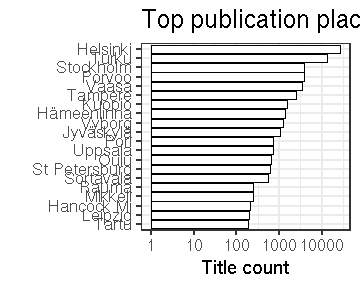 Top publication plac
Helsinki
Turku
Stockholm
Porvoo
Vaasa
Tampere
Kuopio
Hämeenlinna
Vyborg
Jyväskylä
Pori
Uppsala
Oulu
St Petersburg
Sortavala
Rauma
Mikkeli
Hancock Mi
Leipzig
Tartu
1 10 100 1000 10000
Title count